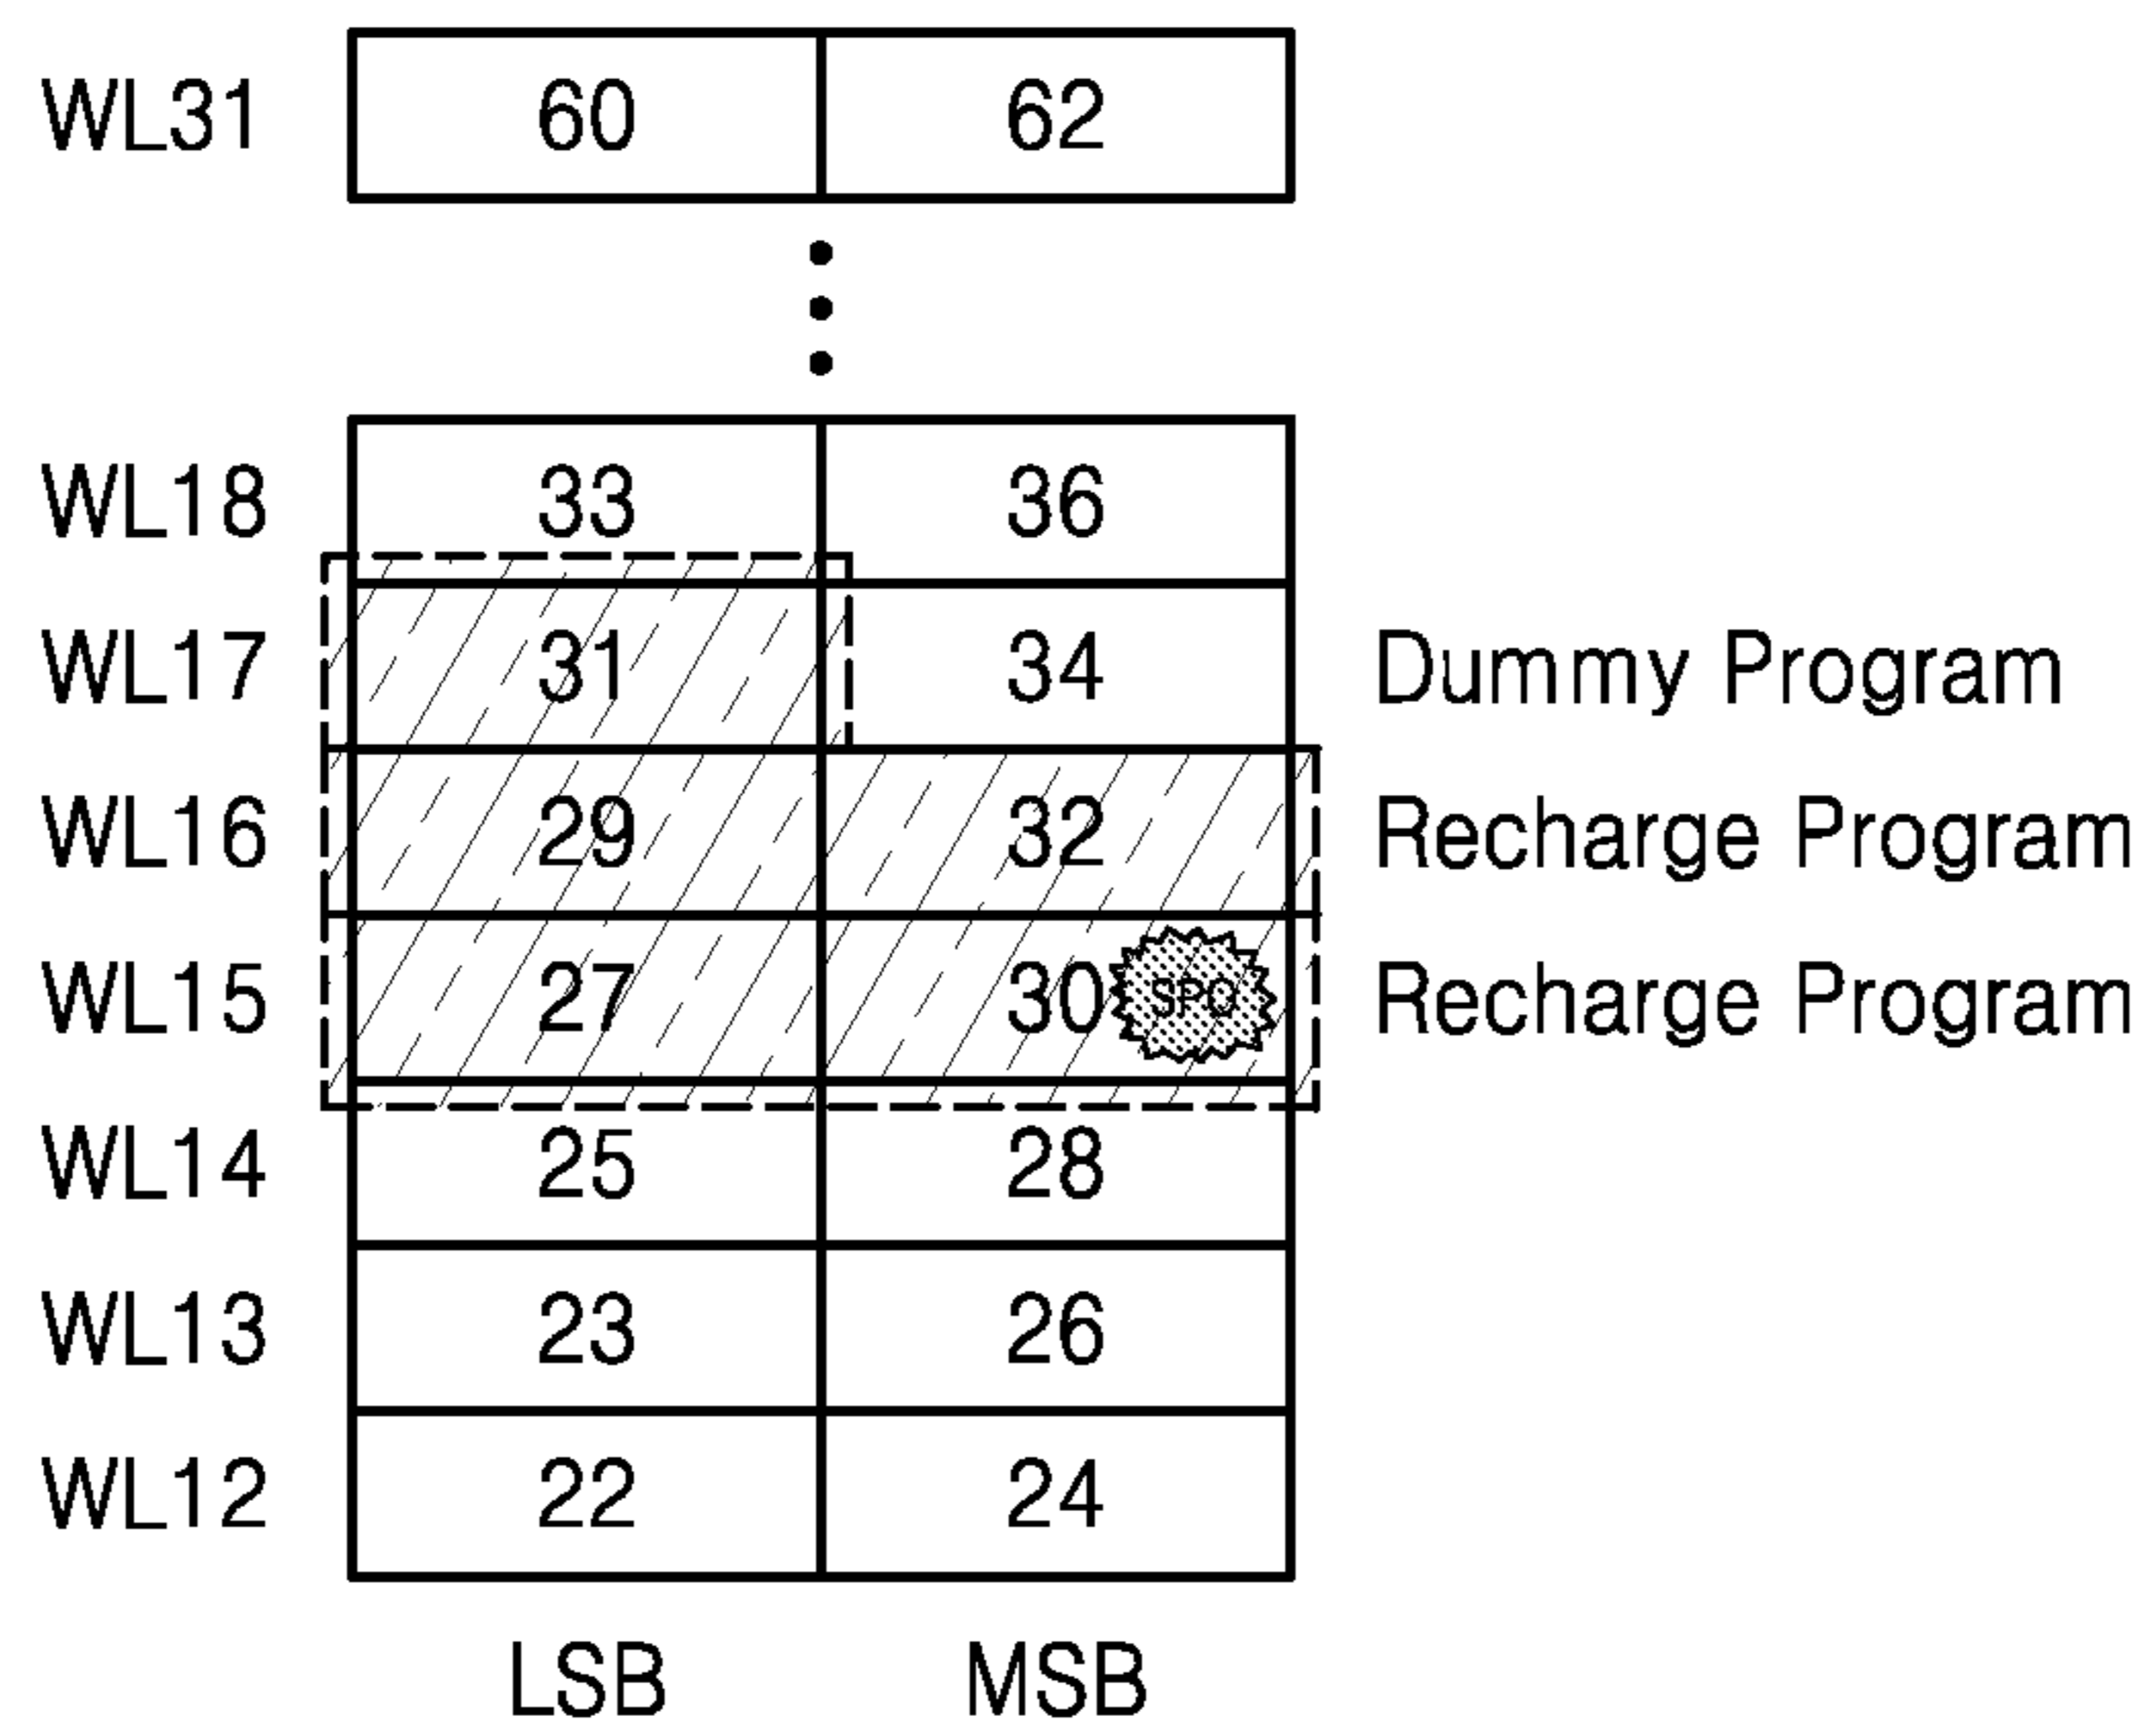 WL31 60 62
WL18 33 36
WL17 31 34 Dummy Program
WL16 29 32 Recharge Program
WL15 27 30 SPO Recharge Program
WL14 25 28
WL13 23 26
WL12 22 24
LSB MSB